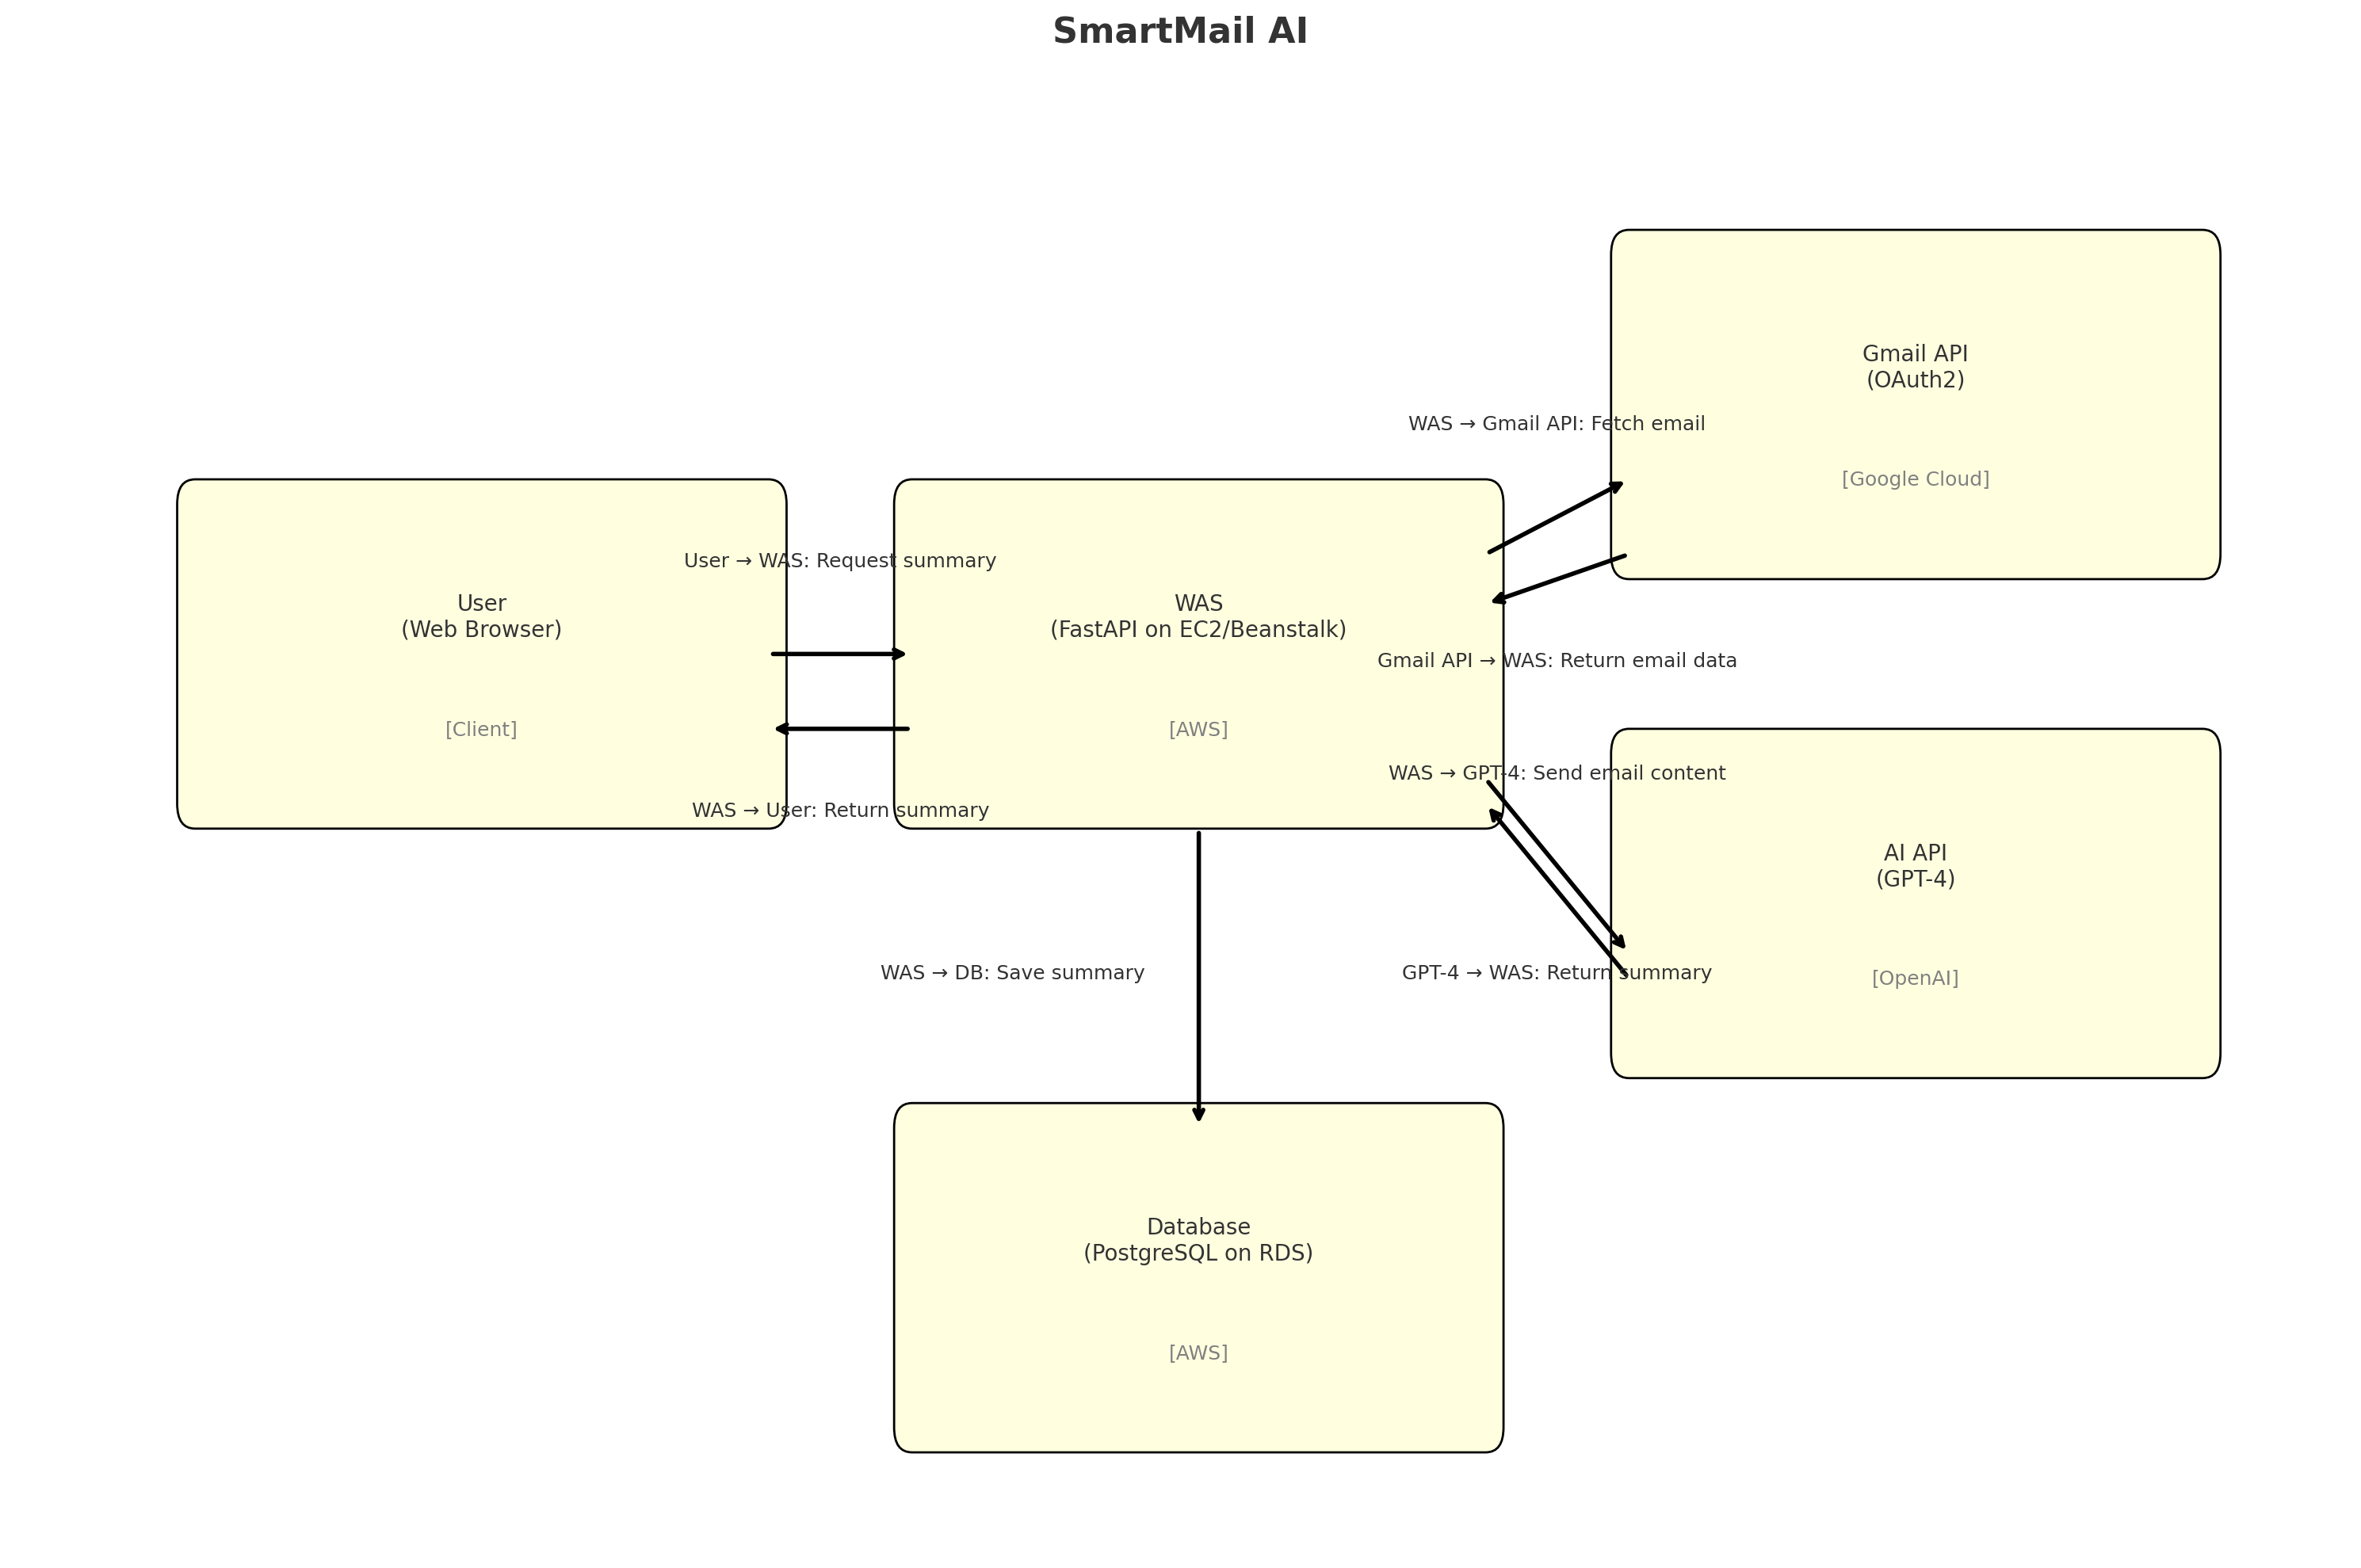 SmartMail AI
Gmail API
(OAuth2)
[Google Cloud]
WAS → Gmail API: Fetch email
User → WAS: Request summary
User
(Web Browser)
[Client]
WAS
(FastAPI on EC2/Beanstalk)
[AWS]
Gmail API → WAS: Return email data
WAS → User: Return summary
WAS → GPT-4: Send email content
AI API
(GPT-4)
[OpenAI]
WAS → DB: Save summary
GPT-4 → WAS: Return summary
Database
(PostgreSQL on RDS)
[AWS]